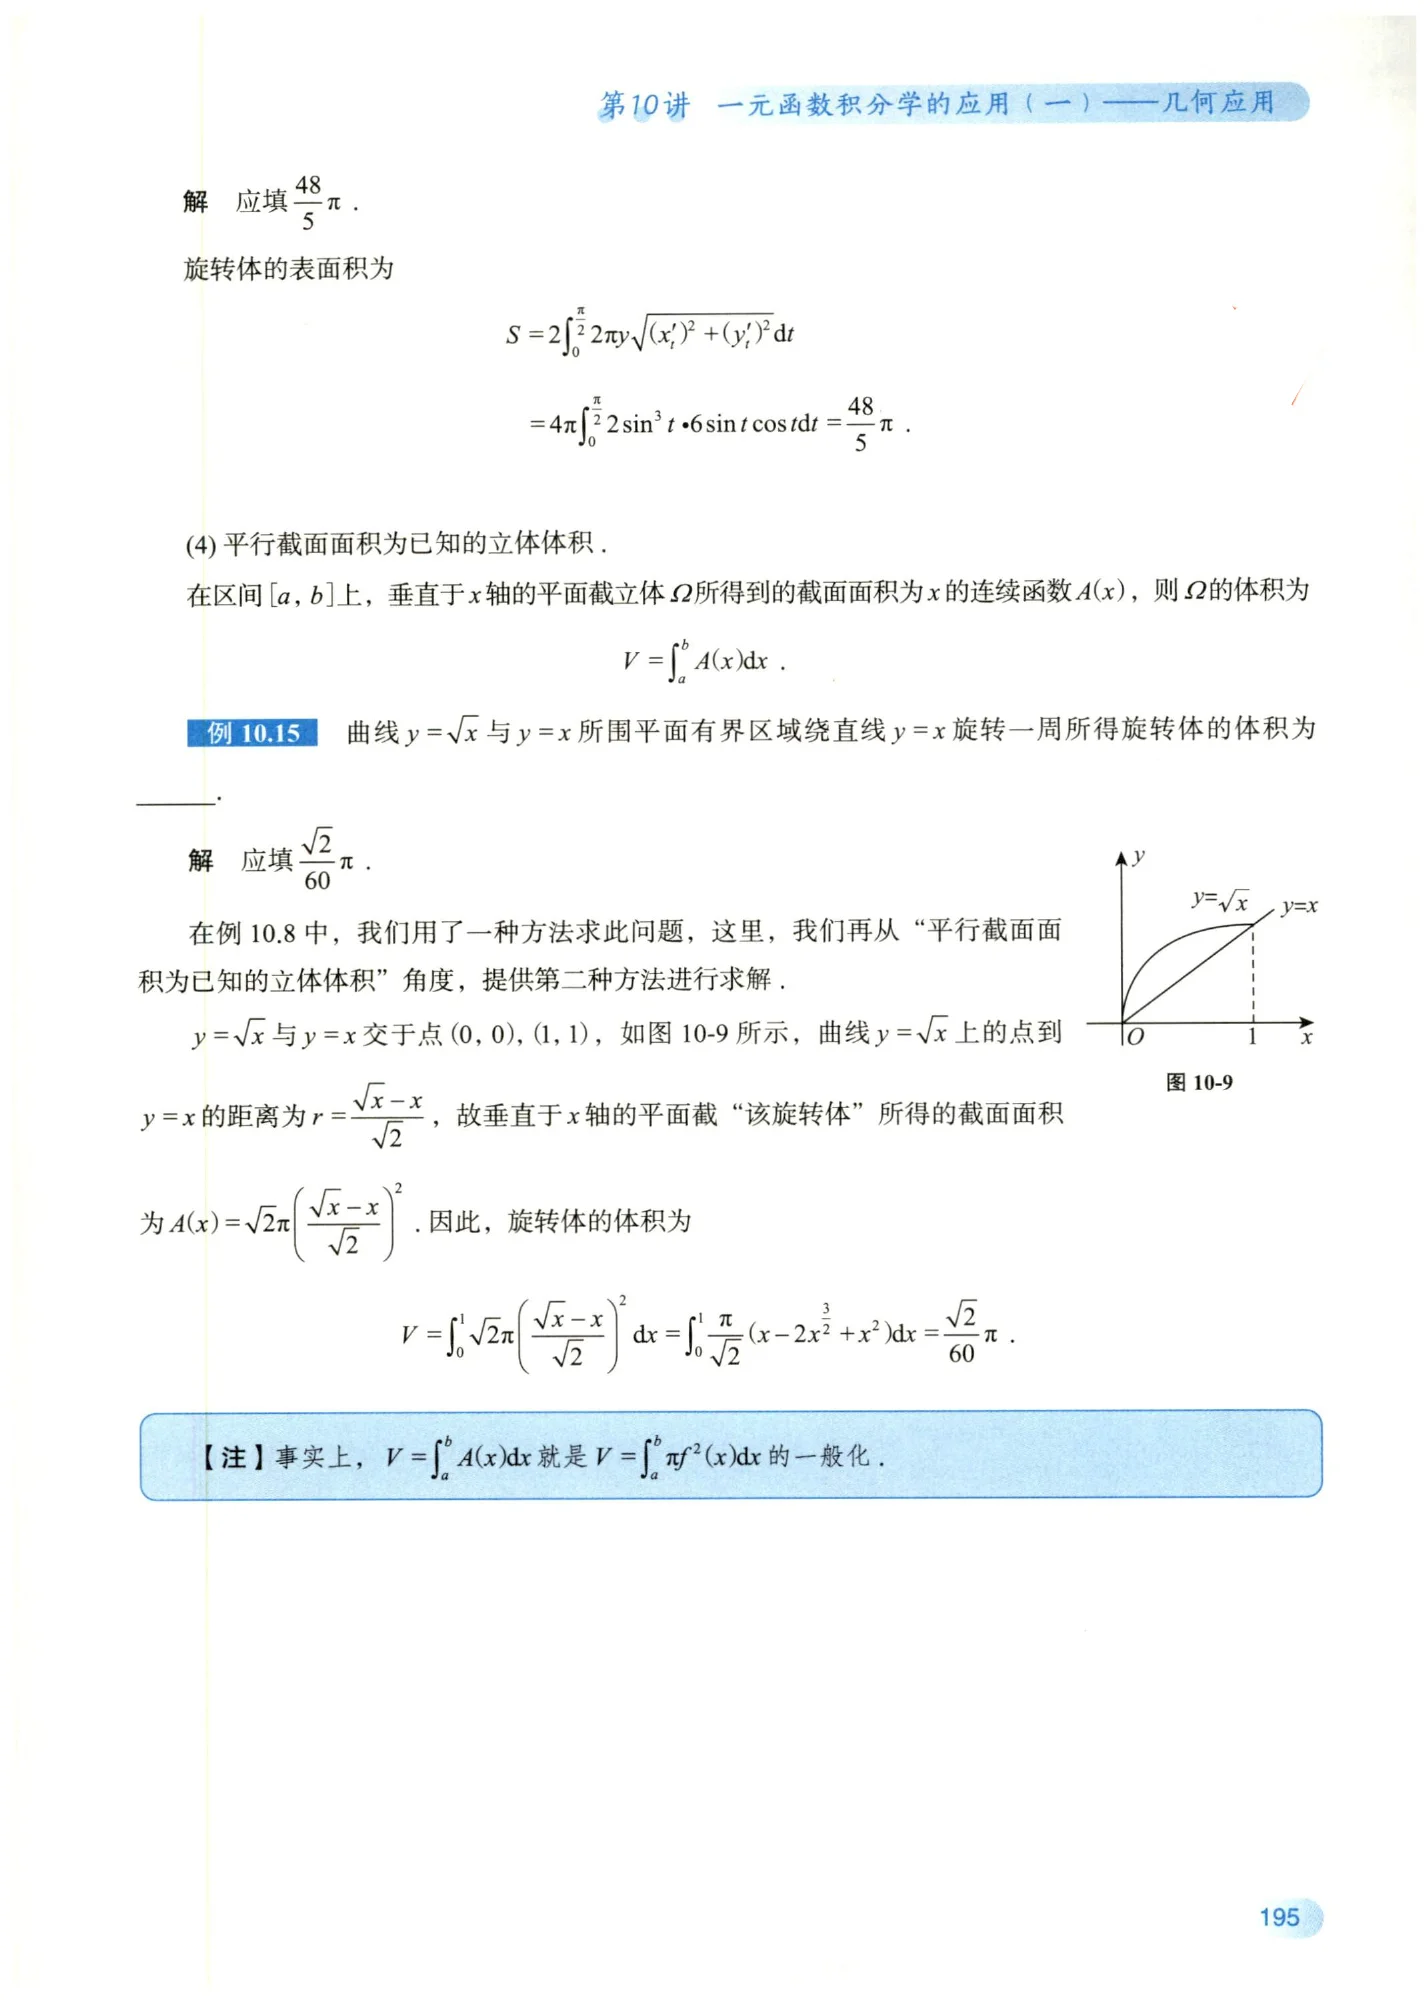 第10讲 一元函数积分学的应用（一）——几何应用
解 应填 $\frac{48}{5}\pi$ .
旋转体的表面积为
$S=2\int_0^{\frac{\pi}{2}}2\pi y\sqrt{(x_t')^2+(y_t')^2}dt$
$=4\pi\int_0^{\frac{\pi}{2}}2\sin^3 t\cdot 6\sin t\cos tdt=\frac{48}{5}\pi$ .
(4) 平行截面面积为已知的立体体积 .
在区间 [a, b] 上，垂直于 x 轴的平面截立体 Ω 所得到的截面面积为 x 的连续函数 A(x)，则 Ω 的体积为
$V=\int_a^b A(x)dx$ .
例 10.15 曲线 $y=\sqrt{x}$ 与 y = x 所围平面有界区域绕直线 y = x 旋转一周所得旋转体的体积为
______.
解 应填 $\frac{\sqrt{2}}{60}\pi$ .
在例 10.8 中，我们用了一种方法求此问题，这里，我们再从“平行截面面
积为已知的立体体积”角度，提供第二种方法进行求解 .
$y=\sqrt{x}$ 与 y = x 交于点 (0, 0), (1, 1)，如图 10-9 所示，曲线 $y=\sqrt{x}$ 上的点到
y = x 的距离为 $r=\frac{\sqrt{x}-x}{\sqrt{2}}$，故垂直于 x 轴的平面截“该旋转体”所得的截面面积
为 $A(x)=\sqrt{2}\pi\left(\frac{\sqrt{x}-x}{\sqrt{2}}\right)^2$ . 因此，旋转体的体积为
y
$y=\sqrt{x}$
y=x
O
1
x
图 10-9
$V=\int_0^1\sqrt{2}\pi\left(\frac{\sqrt{x}-x}{\sqrt{2}}\right)^2dx=\int_0^1\frac{\pi}{\sqrt{2}}(x-2x^{\frac{3}{2}}+x^2)dx=\frac{\sqrt{2}}{60}\pi$ .
【注】事实上，$V=\int_a^b A(x)dx$ 就是 $V=\int_a^b\pi f^2(x)dx$ 的一般化 .
195